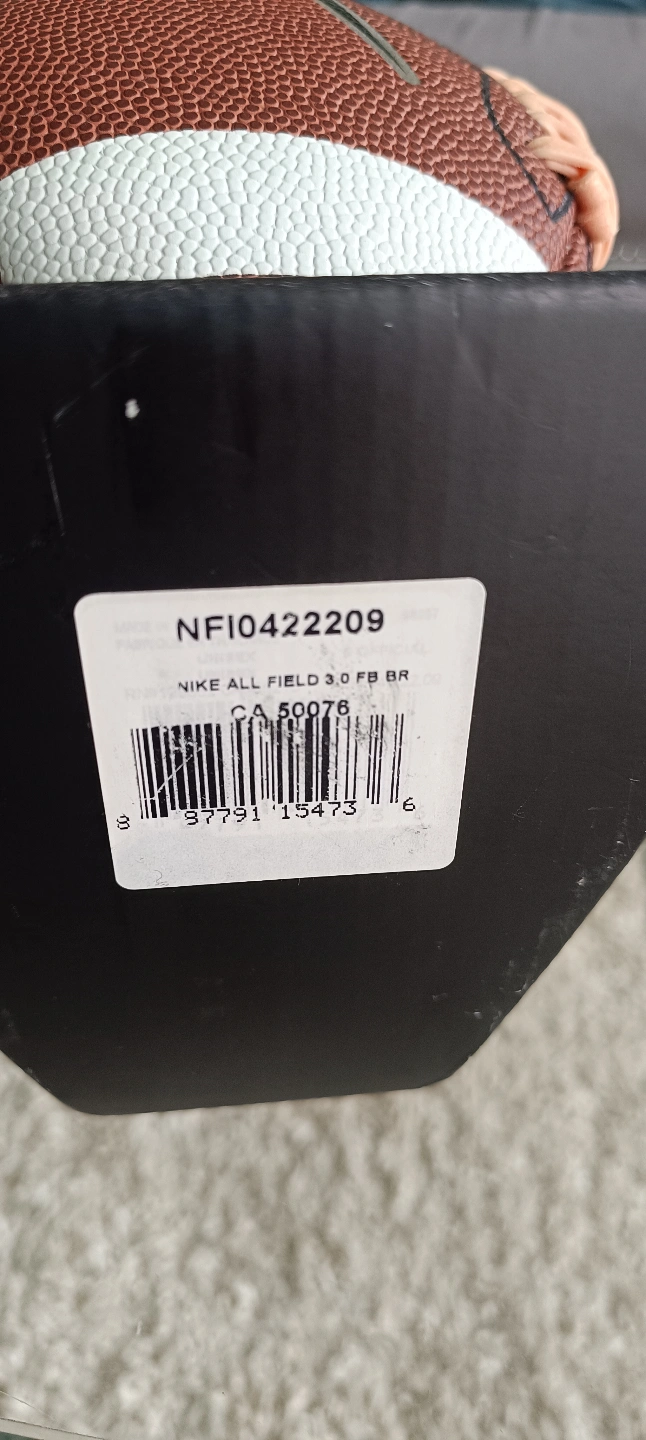 NFI0422209
NIKE ALL FIELD 3.0 FB BR
CA 50076
8 87791 15473 6